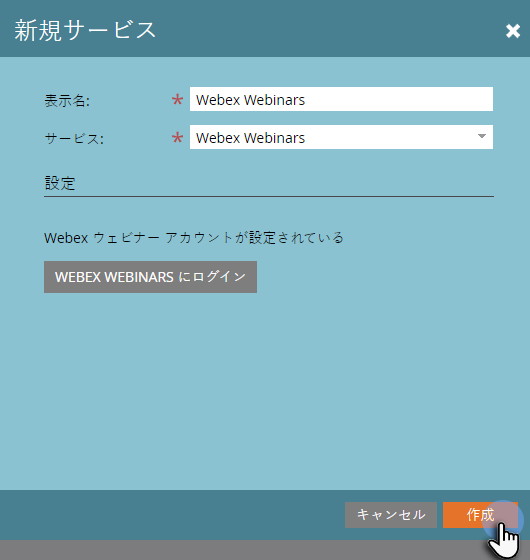 新規サービス
表示名: * Webex Webinars
サービス: * Webex Webinars
設定
Webex ウェビナー アカウントが設定されている
WEBEX WEBINARS にログイン
キャンセル 作成